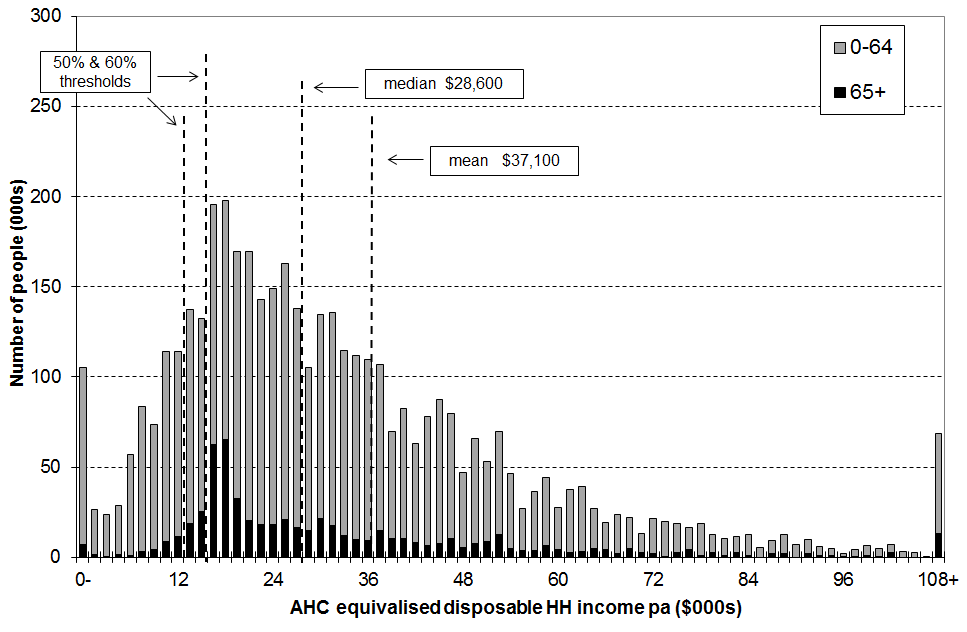 300
250
200
150
100
50
0
Number of people (000s)
50% & 60%
thresholds
median $28,600
mean $37,100
0-64
65+
0- 12 24 36 48 60 72 84 96 108+
AHC equivalised disposable HH income pa ($000s)